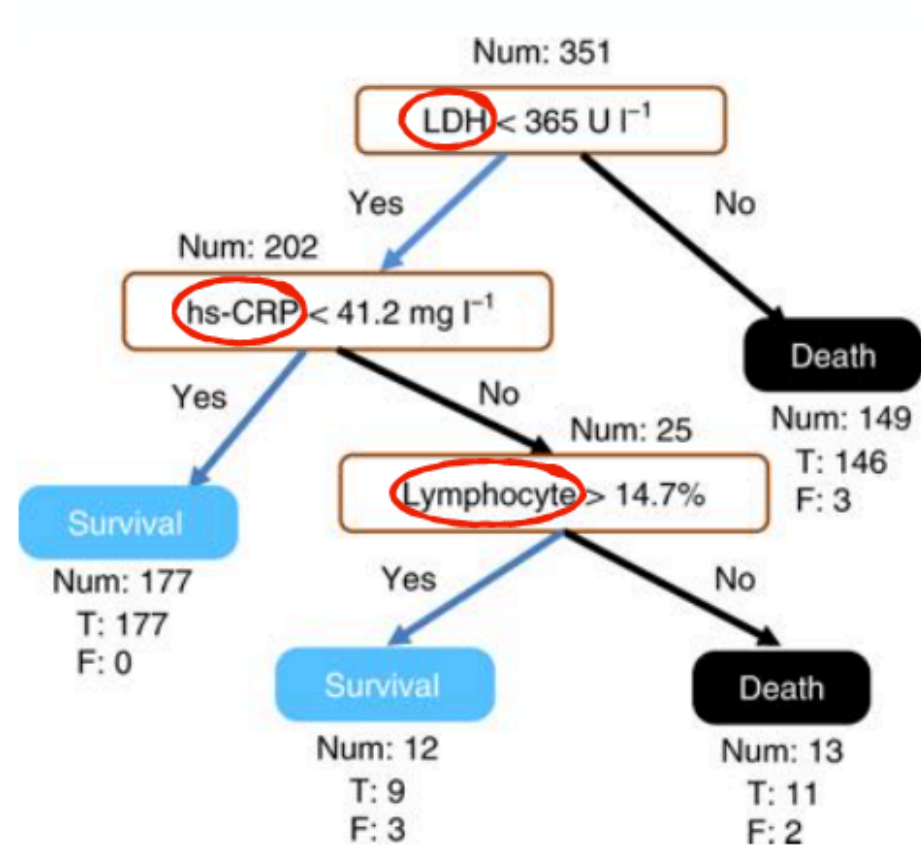 Num: 351
LDH < 365 U l⁻¹
Yes
No
Num: 202
hs-CRP < 41.2 mg l⁻¹
Death
Num: 149
T: 146
F: 3
Yes
No
Num: 25
Lymphocyte > 14.7%
Survival
Num: 177
T: 177
F: 0
Yes
No
Survival
Num: 12
T: 9
F: 3
Death
Num: 13
T: 11
F: 2